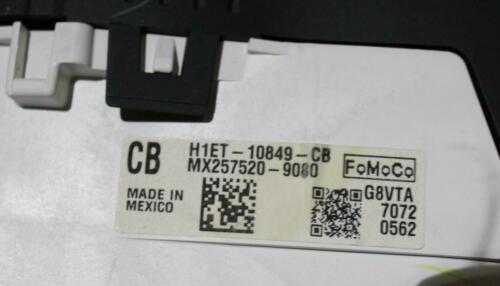 CB
H1ET-10849-CB
MX257520-9080
FoMoCo
MADE IN
MEXICO
G8VTA
7072
0562